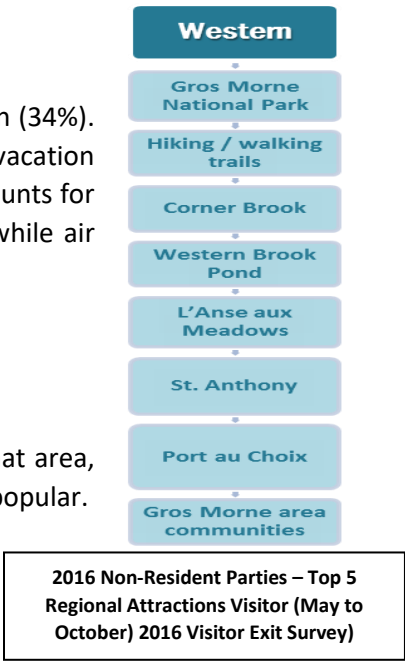 Western
Gros Morne
National Park
n (34%).
Hiking / walking
trails
vacation
unts for
Corner Brook
while air
Western Brook
Pond
L'Anse aux
Meadows
St. Anthony
at area,
Port au Choix
popular.
Gros Morne area
communities
2016 Non-Resident Parties – Top 5
Regional Attractions Visitor (May to
October) 2016 Visitor Exit Survey)